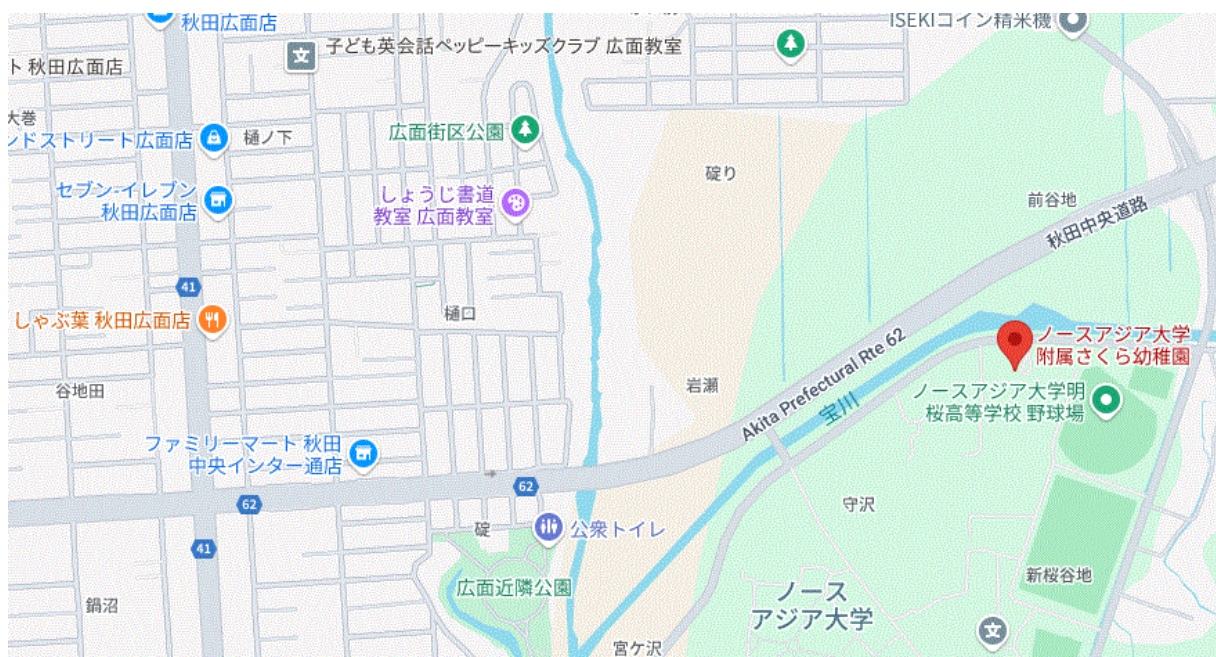 秋田広面店
ISEKIコイン精米機
子ども英会話ペッピーキッズクラブ 広面教室
ト 秋田広面店
大巻
ンドストリート広面店
樋ノ下
広面街区公園
碇り
セブン-イレブン
秋田広面店
しょうじ書道
教室 広面教室
前谷地
秋田中央道路
41
しゃぶ葉 秋田広面店
樋口
ノースアジア大学
附属さくら幼稚園
Akita Prefectural Rte 62
谷地田
岩瀬
宝川
ノースアジア大学明
桜高等学校 野球場
ファミリーマート 秋田
中央インター通店
62
62
守沢
碇
公衆トイレ
41
新桜谷地
広面近隣公園
鍋沼
ノース
アジア大学
宮ケ沢